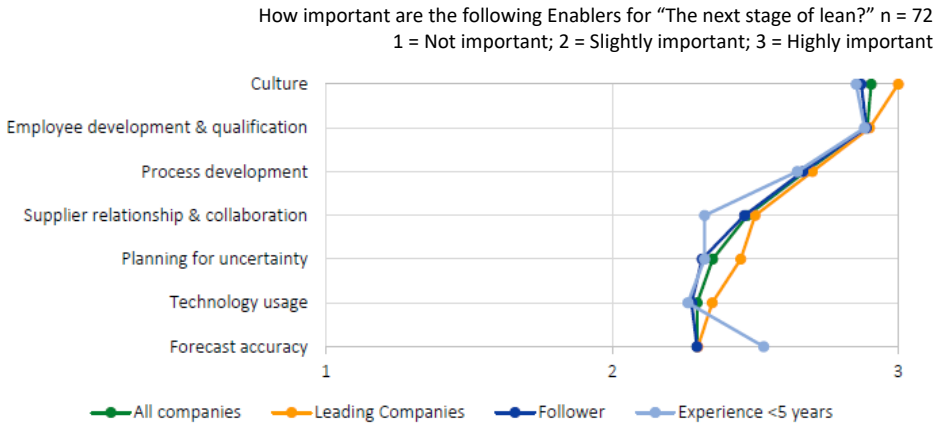 How important are the following Enablers for “The next stage of lean?” n = 72
1 = Not important; 2 = Slightly important; 3 = Highly important
Culture
Employee development & qualification
Process development
Supplier relationship & collaboration
Planning for uncertainty
Technology usage
Forecast accuracy
1 2 3
All companies Leading Companies Follower Experience <5 years